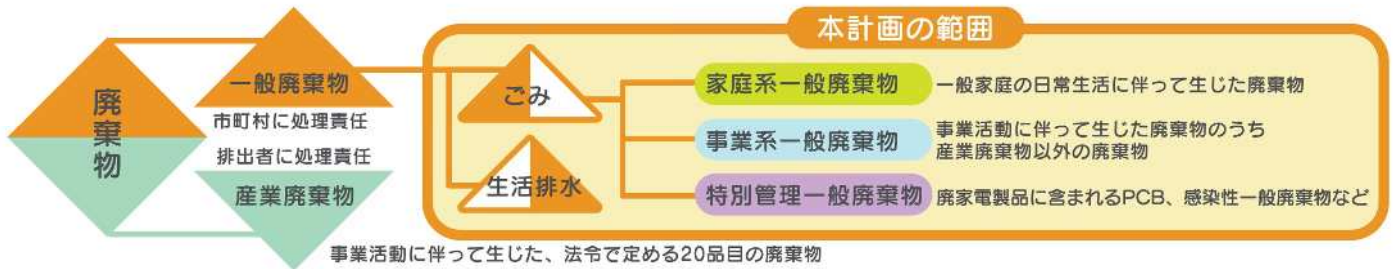 本計画の範囲
廃棄物
一般廃棄物
市町村に処理責任
排出者に処理責任
産業廃棄物
事業活動に伴って生じた、法令で定める20品目の廃棄物
ごみ
生活排水
家庭系一般廃棄物
一般家庭の日常生活に伴って生じた廃棄物
事業系一般廃棄物
事業活動に伴って生じた廃棄物のうち
産業廃棄物以外の廃棄物
特別管理一般廃棄物
廃家電製品に含まれるPCB、感染性一般廃棄物など